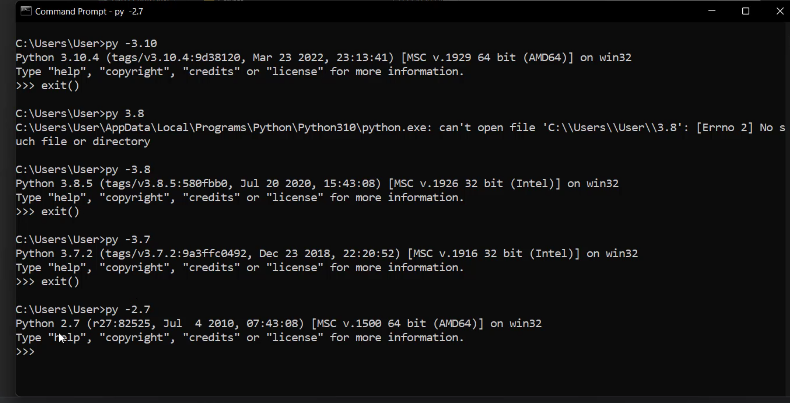 Command Prompt - py -2.7
C:\Users\User>py -3.10
Python 3.10.4 (tags/v3.10.4:9d38120, Mar 23 2022, 23:13:41) [MSC v.1929 64 bit (AMD64)] on win32
Type "help", "copyright", "credits" or "license" for more information.
>>> exit()
C:\Users\User>py 3.8
C:\Users\User\AppData\Local\Programs\Python\Python310\python.exe: can't open file 'C:\\Users\\User\\3.8': [Errno 2] No s
uch file or directory
C:\Users\User>py -3.8
Python 3.8.5 (tags/v3.8.5:580fbb0, Jul 20 2020, 15:43:08) [MSC v.1926 32 bit (Intel)] on win32
Type "help", "copyright", "credits" or "license" for more information.
>>> exit()
C:\Users\User>py -3.7
Python 3.7.2 (tags/v3.7.2:9a3ffc0492, Dec 23 2018, 22:20:52) [MSC v.1916 32 bit (Intel)] on win32
Type "help", "copyright", "credits" or "license" for more information.
>>> exit()
C:\Users\User>py -2.7
Python 2.7 (r27:82525, Jul  4 2010, 07:43:08) [MSC v.1500 64 bit (AMD64)] on win32
Type "help", "copyright", "credits" or "license" for more information.
>>>